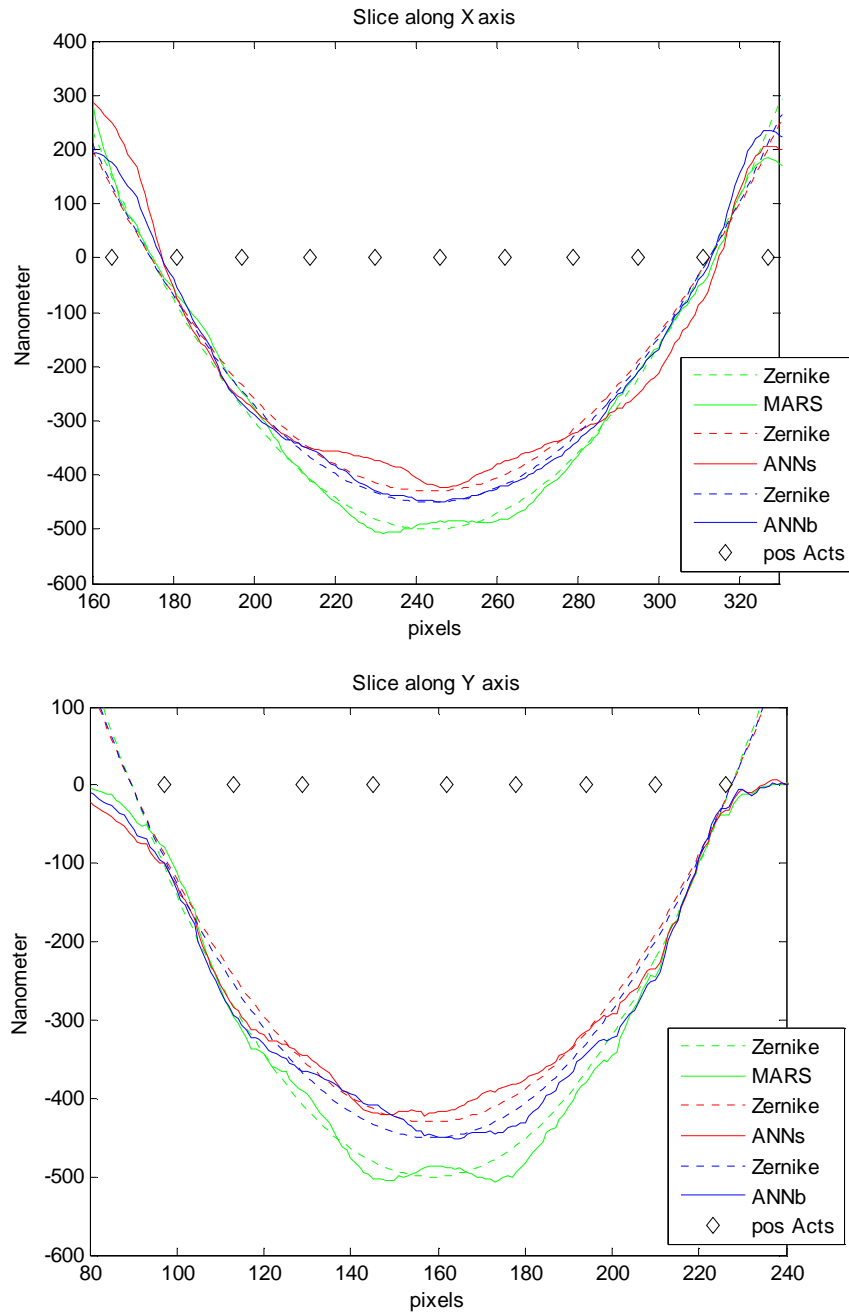 Slice along X axis
400
300
200
100
0
-100
-200
-300
-400
-500
-600
Nanometer
160 180 200 220 240 260 280 300 320
pixels
Zernike
MARS
Zernike
ANNs
Zernike
ANNb
pos Acts
Slice along Y axis
100
0
-100
-200
-300
-400
-500
-600
Nanometer
80 100 120 140 160 180 200 220 240
pixels
Zernike
MARS
Zernike
ANNs
Zernike
ANNb
pos Acts